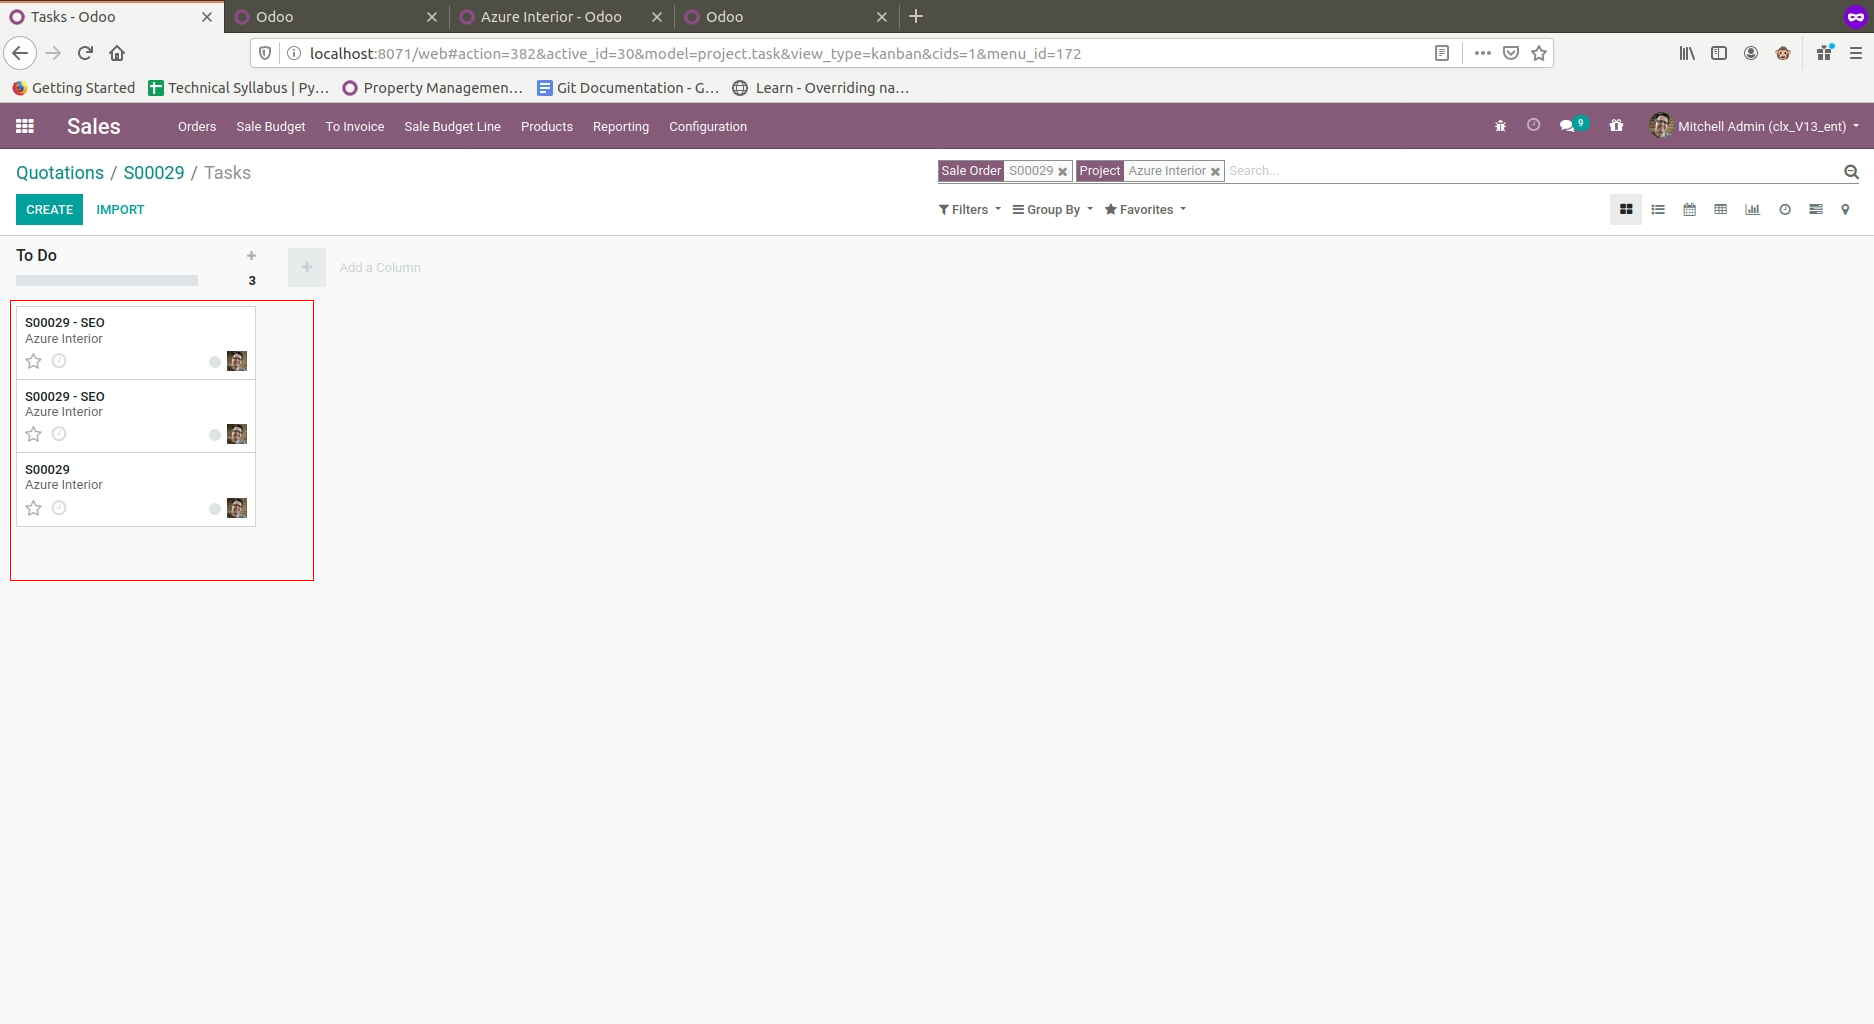 Tasks - Odoo
Odoo
Azure Interior - Odoo
Odoo
localhost:8071/web#action=382&active_id=30&model=project.task&view_type=kanban&cids=1&menu_id=172
Getting Started
Technical Syllabus | Py...
Property Managemen...
Git Documentation - G...
Learn - Overriding na...
Sales
Orders
Sale Budget
To Invoice
Sale Budget Line
Products
Reporting
Configuration
9
Mitchell Admin (clx_V13_ent)
Quotations / S00029 / Tasks
Sale Order S00029
Project Azure Interior
Search...
CREATE
IMPORT
Filters
Group By
Favorites
To Do
3
Add a Column
S00029 - SEO
Azure Interior
S00029 - SEO
Azure Interior
S00029
Azure Interior